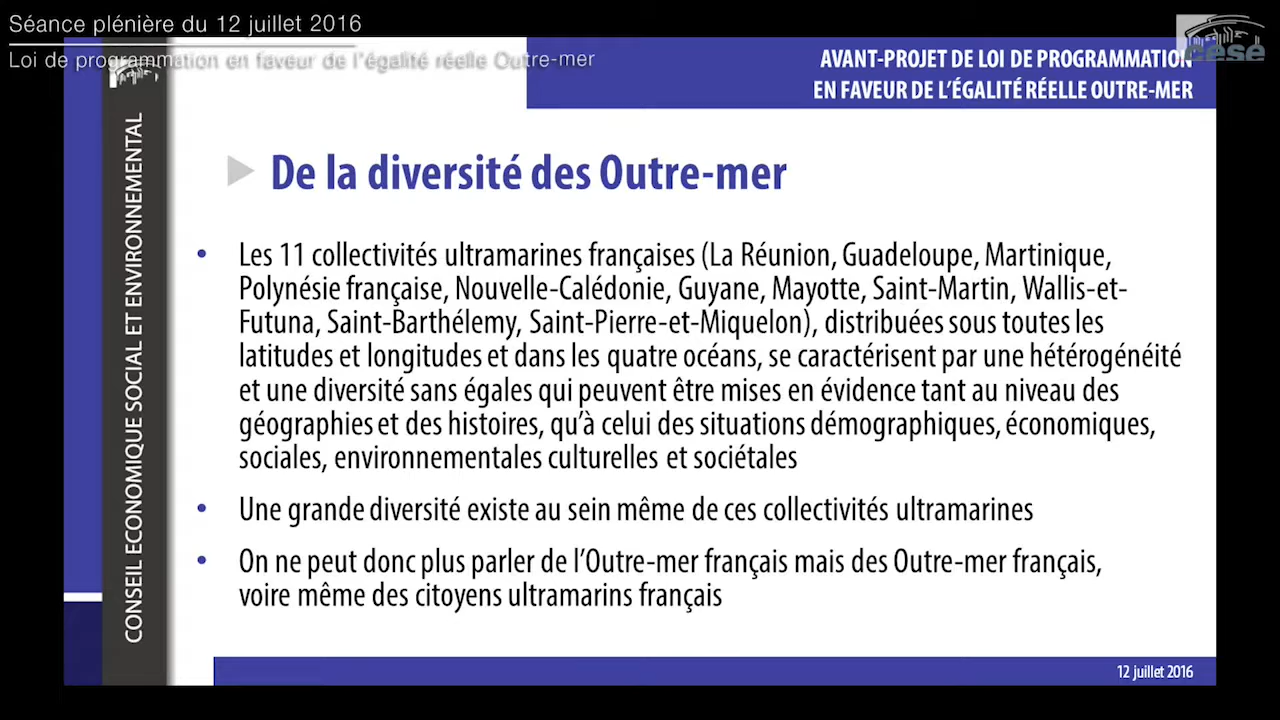 Séance plénière du 12 juillet 2016
Loi de programmation en faveur de l'égalité réelle Outre-mer
cese
AVANT-PROJET DE LOI DE PROGRAMMATION
EN FAVEUR DE L'ÉGALITÉ RÉELLE OUTRE-MER
CONSEIL ECONOMIQUE SOCIAL ET ENVIRONNEMENTAL
De la diversité des Outre-mer
• Les 11 collectivités ultramarines françaises (La Réunion, Guadeloupe, Martinique,
Polynésie française, Nouvelle-Calédonie, Guyane, Mayotte, Saint-Martin, Wallis-et-
Futuna, Saint-Barthélemy, Saint-Pierre-et-Miquelon), distribuées sous toutes les
latitudes et longitudes et dans les quatre océans, se caractérisent par une hétérogénéité
et une diversité sans égales qui peuvent être mises en évidence tant au niveau des
géographies et des histoires, qu'à celui des situations démographiques, économiques,
sociales, environnementales culturelles et sociétales
• Une grande diversité existe au sein même de ces collectivités ultramarines
• On ne peut donc plus parler de l'Outre-mer français mais des Outre-mer français,
voire même des citoyens ultramarins français
12 juillet 2016